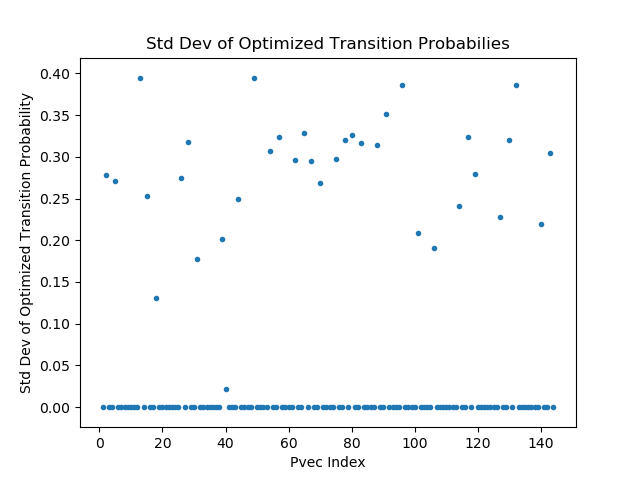 Std Dev of Optimized Transition Probabilies
Std Dev of Optimized Transition Probability
0.40
0.35
0.30
0.25
0.20
0.15
0.10
0.05
0.00
0 20 40 60 80 100 120 140
Pvec Index